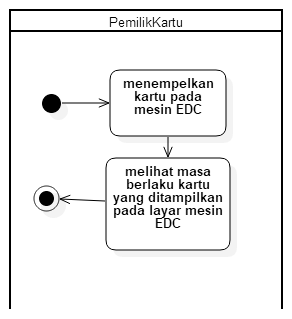 PemilikKartu
menempelkan
kartu pada
mesin EDC
melihat masa
berlaku kartu
yang ditampilkan
pada layar mesin
EDC